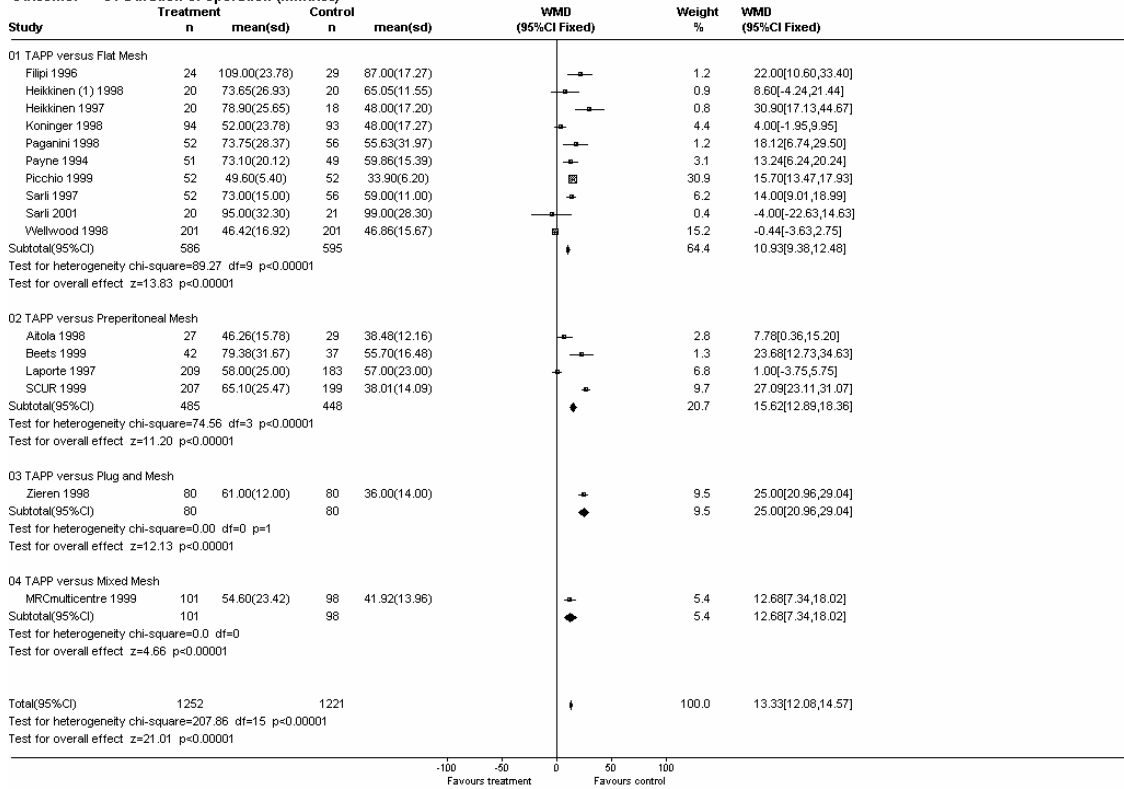 Treatment Control WMD Weight WMD
Study n mean(sd) n mean(sd) (95%CI Fixed) % (95%CI Fixed)
01 TAPP versus Flat Mesh
Filipi 1996 24 109.00(23.78) 29 87.00(17.27) 1.2 22.00[10.60,33.40]
Heikkinen (1) 1998 20 73.65(26.93) 20 65.05(11.55) 0.9 8.60[-4.24,21.44]
Heikkinen 1997 20 78.90(25.65) 18 48.00(17.20) 0.8 30.90[17.13,44.67]
Koninger 1998 94 52.00(23.78) 93 48.00(17.27) 4.4 4.00[-1.95,9.95]
Paganini 1998 52 73.75(28.37) 56 55.63(31.97) 1.2 18.12[6.74,29.50]
Payne 1994 51 73.10(20.12) 49 59.86(15.39) 3.1 13.24[6.24,20.24]
Picchio 1999 52 49.60(5.40) 52 33.90(6.20) 30.9 15.70[13.47,17.93]
Sarli 1997 52 73.00(15.00) 56 59.00(11.00) 6.2 14.00[9.01,18.99]
Sarli 2001 20 95.00(32.30) 21 99.00(28.30) 0.4 -4.00[-22.63,14.63]
Wellwood 1998 201 46.42(16.92) 201 46.86(15.67) 15.2 -0.44[-3.63,2.75]
Subtotal(95%CI) 586 595 64.4 10.93[9.38,12.48]
Test for heterogeneity chi-square=89.27 df=9 p<0.00001
Test for overall effect z=13.83 p<0.00001
02 TAPP versus Preperitoneal Mesh
Aitola 1998 27 46.26(15.78) 29 38.48(12.16) 2.8 7.78[0.36,15.20]
Beets 1999 42 79.38(31.67) 37 55.70(16.48) 1.3 23.68[12.73,34.63]
Laporte 1997 209 58.00(25.00) 183 57.00(23.00) 6.8 1.00[-3.75,5.75]
SCUR 1999 207 65.10(25.47) 199 38.01(14.09) 9.7 27.09[23.11,31.07]
Subtotal(95%CI) 485 448 20.7 15.62[12.89,18.36]
Test for heterogeneity chi-square=74.56 df=3 p<0.00001
Test for overall effect z=11.20 p<0.00001
03 TAPP versus Plug and Mesh
Zieren 1998 80 61.00(12.00) 80 36.00(14.00) 9.5 25.00[20.96,29.04]
Subtotal(95%CI) 80 80 9.5 25.00[20.96,29.04]
Test for heterogeneity chi-square=0.00 df=0 p=1
Test for overall effect z=12.13 p<0.00001
04 TAPP versus Mixed Mesh
MRCmulticentre 1999 101 54.60(23.42) 98 41.92(13.96) 5.4 12.68[7.34,18.02]
Subtotal(95%CI) 101 98 5.4 12.68[7.34,18.02]
Test for heterogeneity chi-square=0.0 df=0
Test for overall effect z=4.66 p<0.00001
Total(95%CI) 1252 1221 100.0 13.33[12.08,14.57]
Test for heterogeneity chi-square=207.86 df=15 p<0.00001
Test for overall effect z=21.01 p<0.00001
-100 -50 0 50 100
Favours treatment Favours control